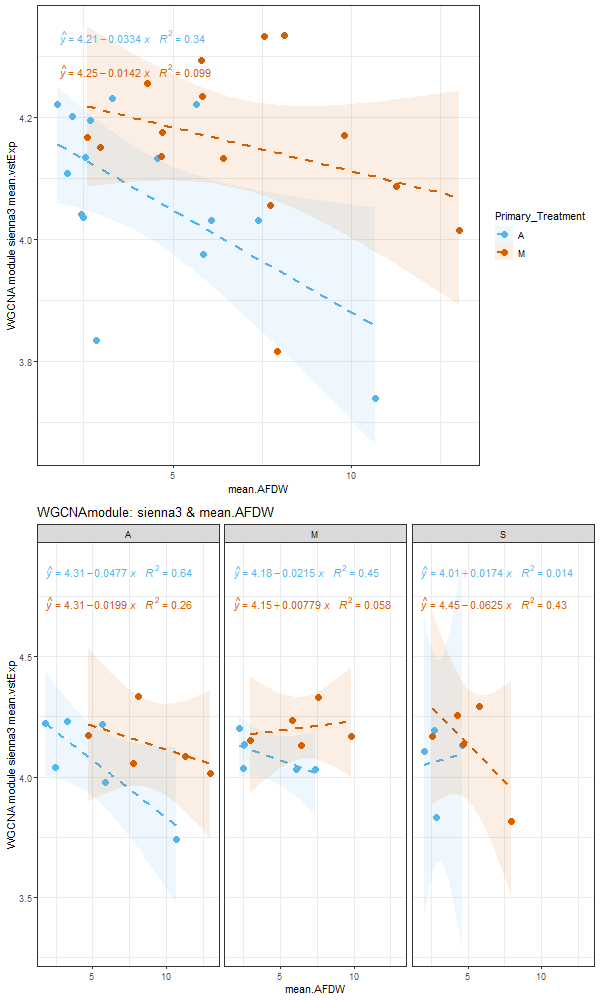 ŷ = 4.21 − 0.0334 x   R² = 0.34
ŷ = 4.25 − 0.0142 x   R² = 0.099
4.2
4.0
3.8
WGCNA module sienna3 mean.vstExp
5
10
mean.AFDW
Primary_Treatment
A
M
WGCNAmodule: sienna3 & mean.AFDW
A
M
S
ŷ = 4.31 − 0.0477 x   R² = 0.64
ŷ = 4.18 − 0.0215 x   R² = 0.45
ŷ = 4.01 + 0.0174 x   R² = 0.014
ŷ = 4.31 − 0.0199 x   R² = 0.26
ŷ = 4.15 + 0.00779 x   R² = 0.058
ŷ = 4.45 − 0.0625 x   R² = 0.43
4.5
4.0
3.5
WGCNA module sienna3 mean.vstExp
5
10
5
10
5
10
mean.AFDW